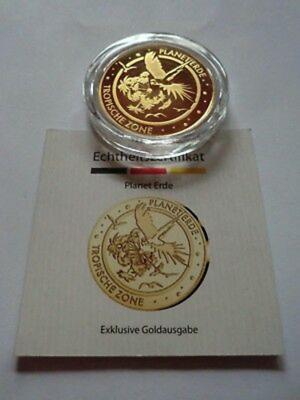 PLANET ERDE
TROPISCHE ZONE
Echtheitszertifikat
Planet Erde
PLANET ERDE
TROPISCHE ZONE
Exklusive Goldausgabe